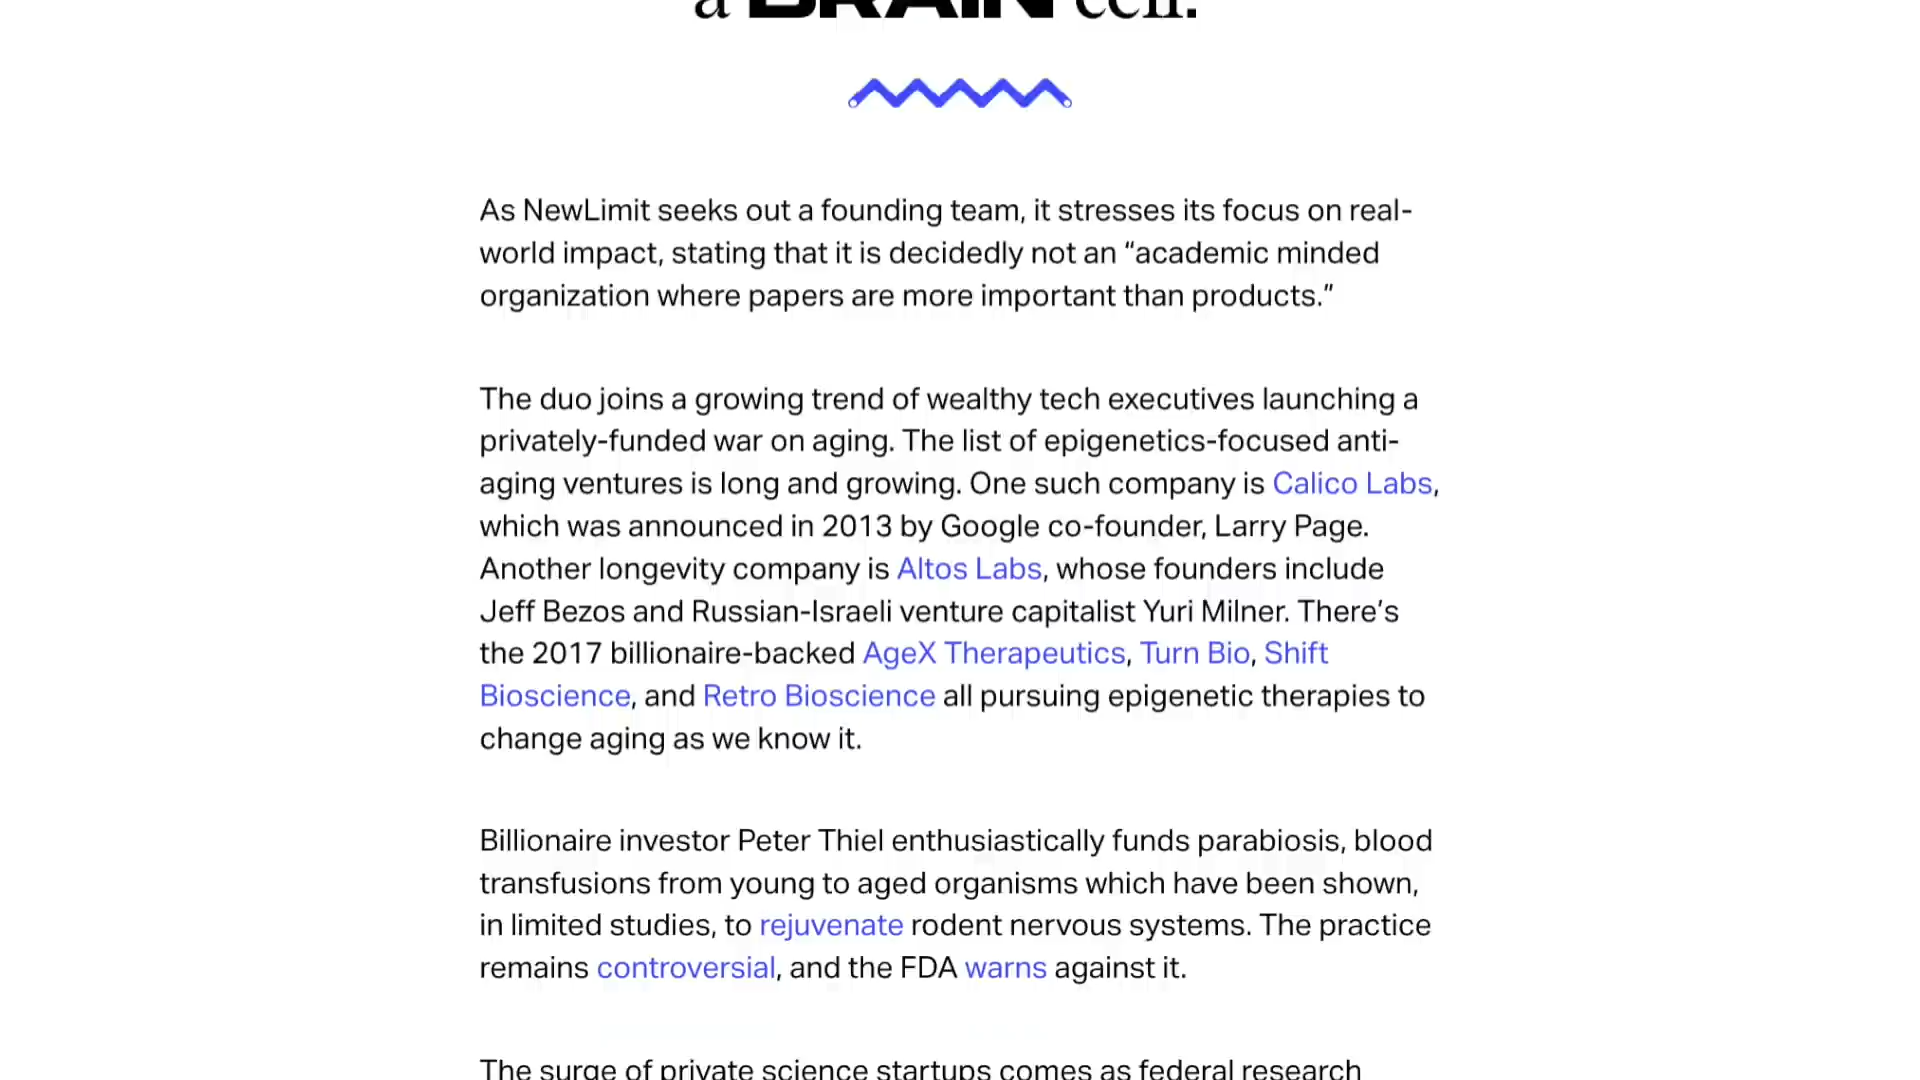 a BRAIN cell.
As NewLimit seeks out a founding team, it stresses its focus on real-
world impact, stating that it is decidedly not an “academic minded
organization where papers are more important than products.”
The duo joins a growing trend of wealthy tech executives launching a
privately-funded war on aging. The list of epigenetics-focused anti-
aging ventures is long and growing. One such company is Calico Labs,
which was announced in 2013 by Google co-founder, Larry Page.
Another longevity company is Altos Labs, whose founders include
Jeff Bezos and Russian-Israeli venture capitalist Yuri Milner. There’s
the 2017 billionaire-backed AgeX Therapeutics, Turn Bio, Shift
Bioscience, and Retro Bioscience all pursuing epigenetic therapies to
change aging as we know it.
Billionaire investor Peter Thiel enthusiastically funds parabiosis, blood
transfusions from young to aged organisms which have been shown,
in limited studies, to rejuvenate rodent nervous systems. The practice
remains controversial, and the FDA warns against it.
The surge of private science startups comes as federal research